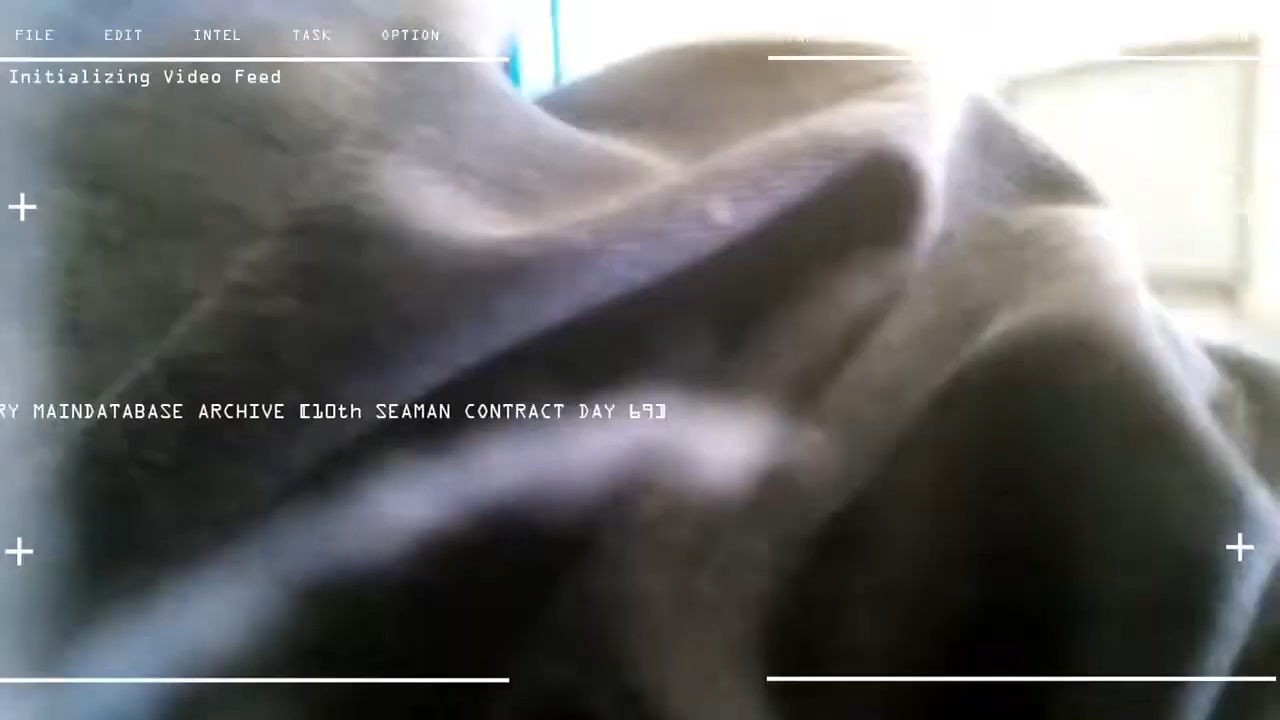 FILE EDIT INTEL TASK OPTION
Initializing Video Feed
RY MAINDATABASE ARCHIVE [10th SEAMAN CONTRACT DAY 69]